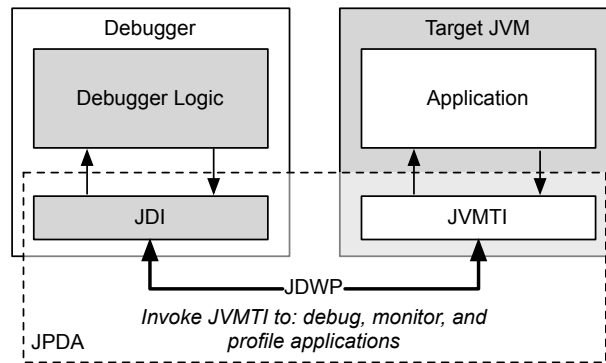 Debugger
Target JVM
Debugger Logic
Application
JDI
JVMTI
JDWP
Invoke JVMTI to: debug, monitor, and
profile applications
JPDA